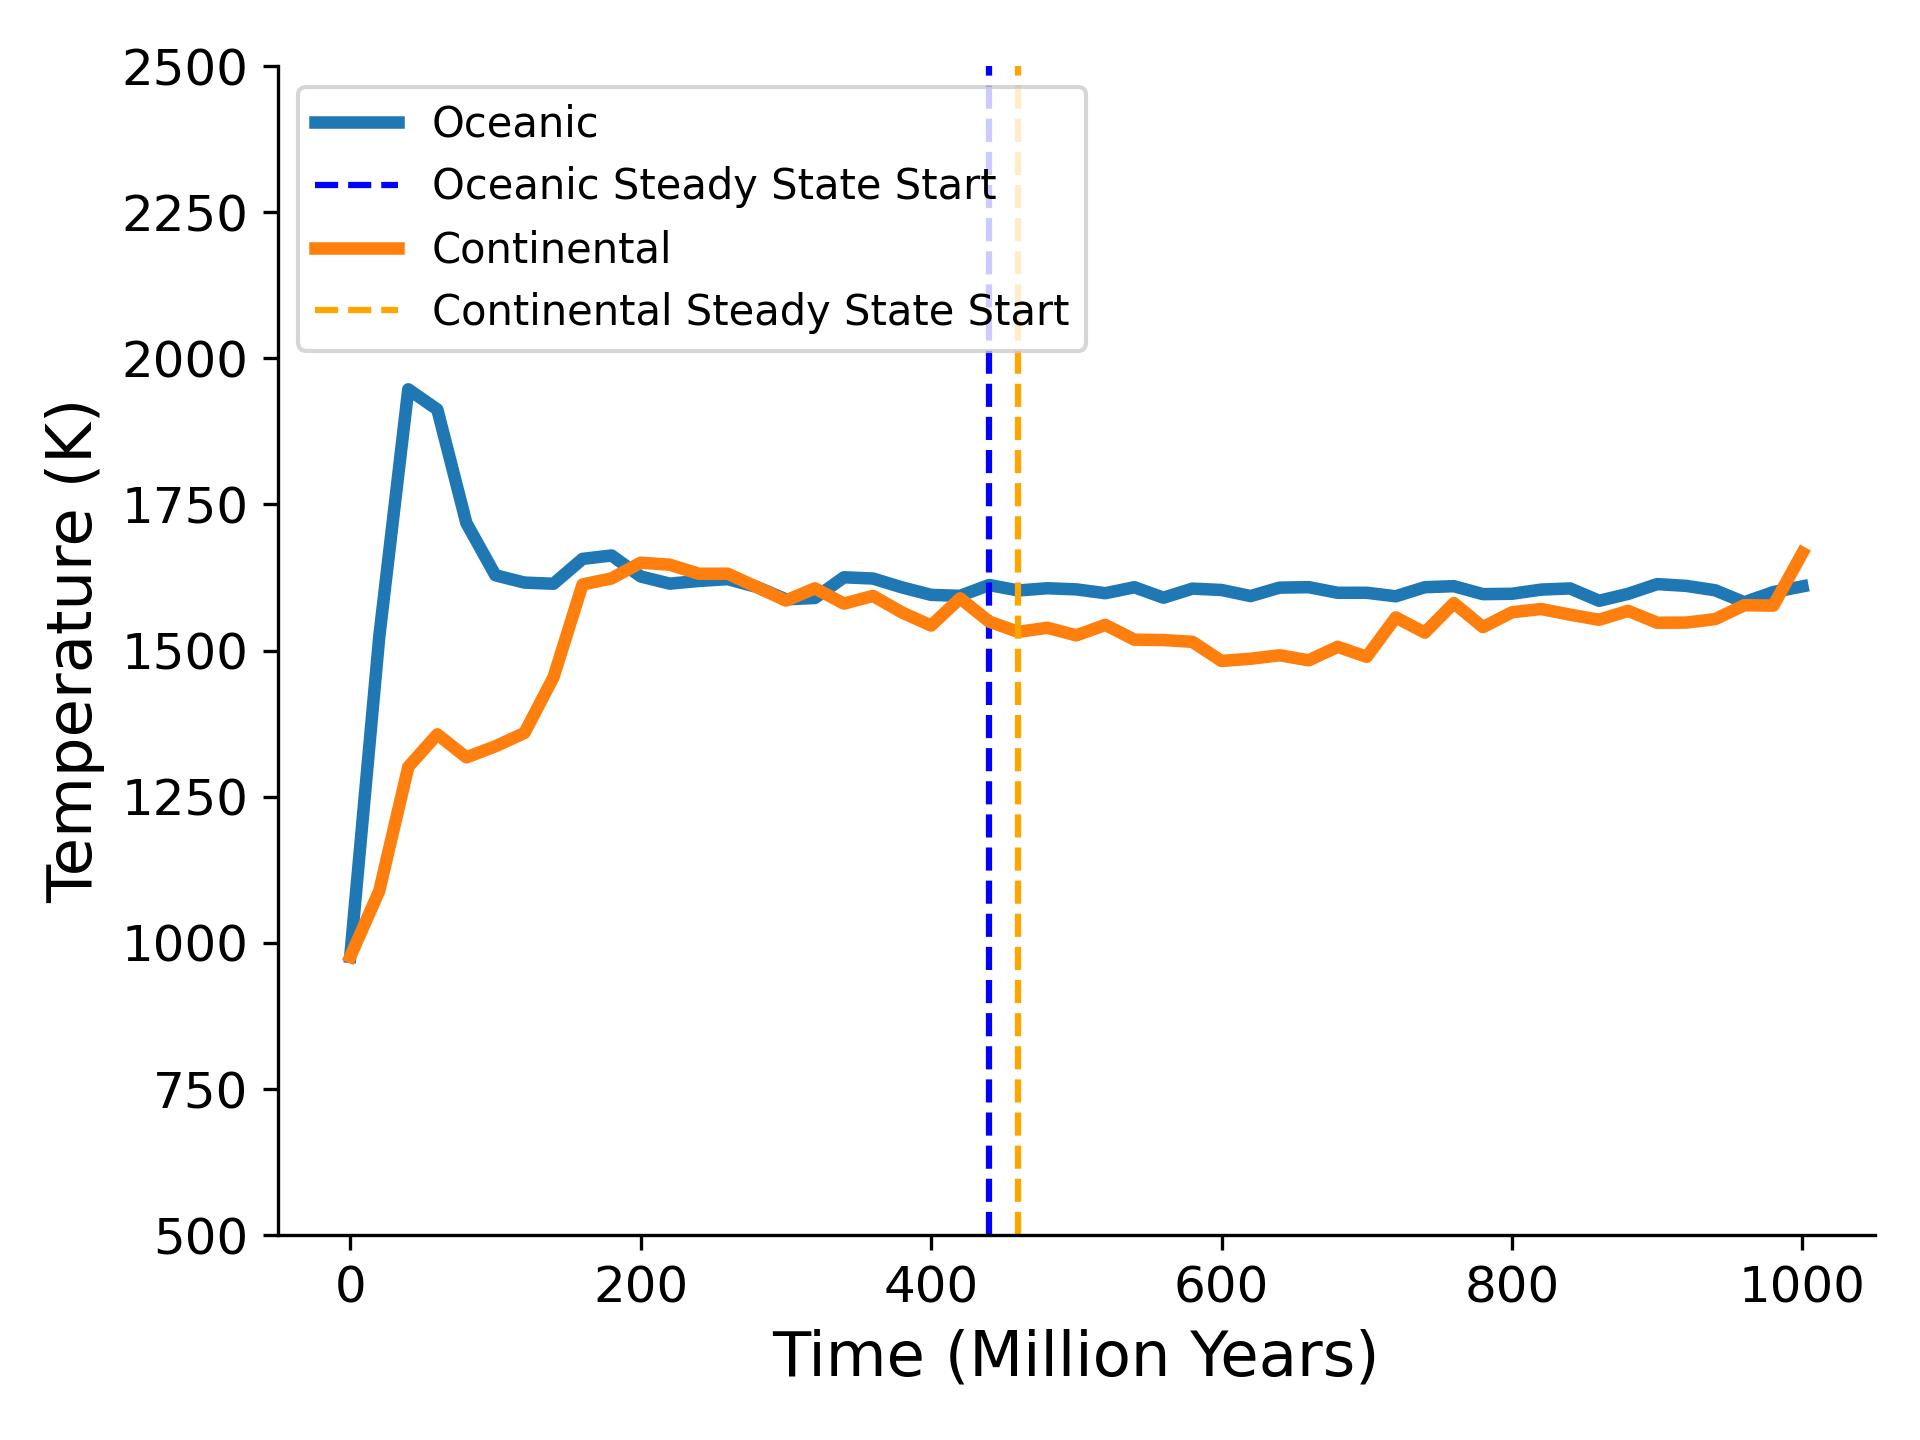 2500
2250
2000
1750
1500
1250
1000
750
500
Temperature (K)
Oceanic
Oceanic Steady State Start
Continental
Continental Steady State Start
0 200 400 600 800 1000
Time (Million Years)